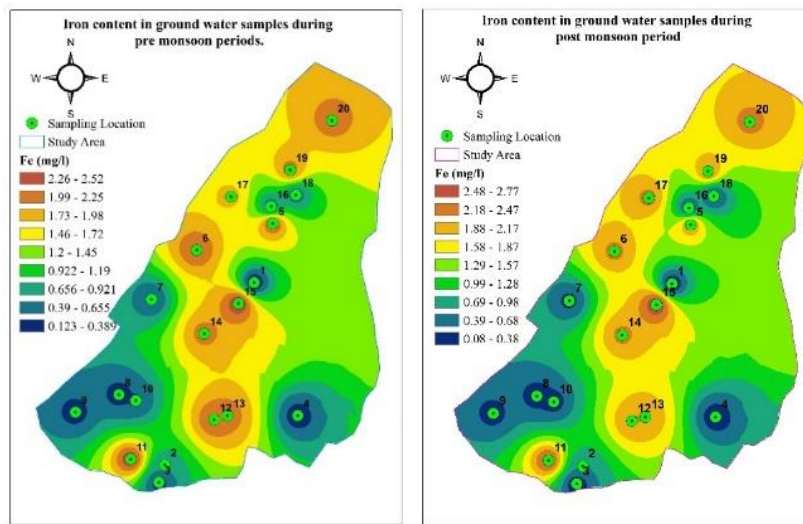 Iron content in ground water samples during
pre monsoon periods.
N
W E
S
Sampling Location
Study Area
Fe (mg/l)
2.26 - 2.52
1.99 - 2.25
1.73 - 1.98
1.46 - 1.72
1.2 - 1.45
0.922 - 1.19
0.656 - 0.921
0.39 - 0.655
0.123 - 0.389
20
19
17
16
18
5
6
1
7
15
14
8
10
9
12
13
4
11
2
3
Iron content in ground water samples during
post monsoon period
N
W E
S
Sampling Location
Study Area
Fe (mg/l)
2.48 - 2.77
2.18 - 2.47
1.88 - 2.17
1.58 - 1.87
1.29 - 1.57
0.99 - 1.28
0.69 - 0.98
0.39 - 0.68
0.08 - 0.38
20
19
17
16
18
5
6
1
7
15
14
8
10
9
12
13
4
11
2
3